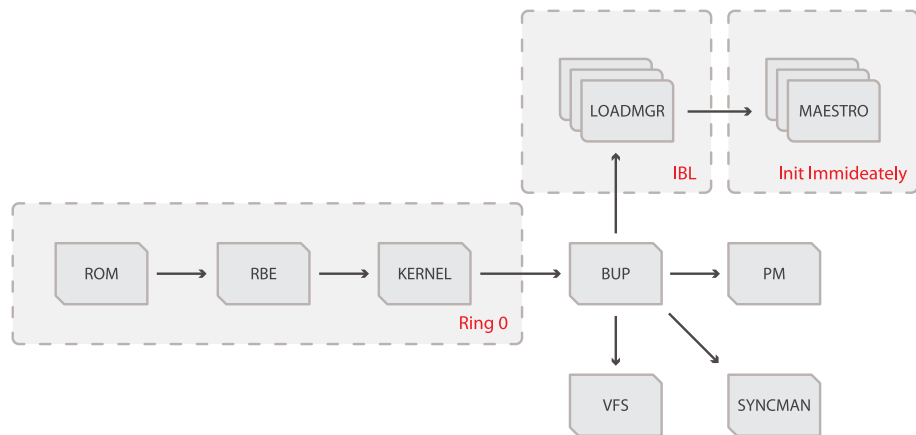 LOADMGR
MAESTRO
IBL
Init Immideately
ROM
RBE
KERNEL
BUP
PM
Ring 0
VFS
SYNCMAN